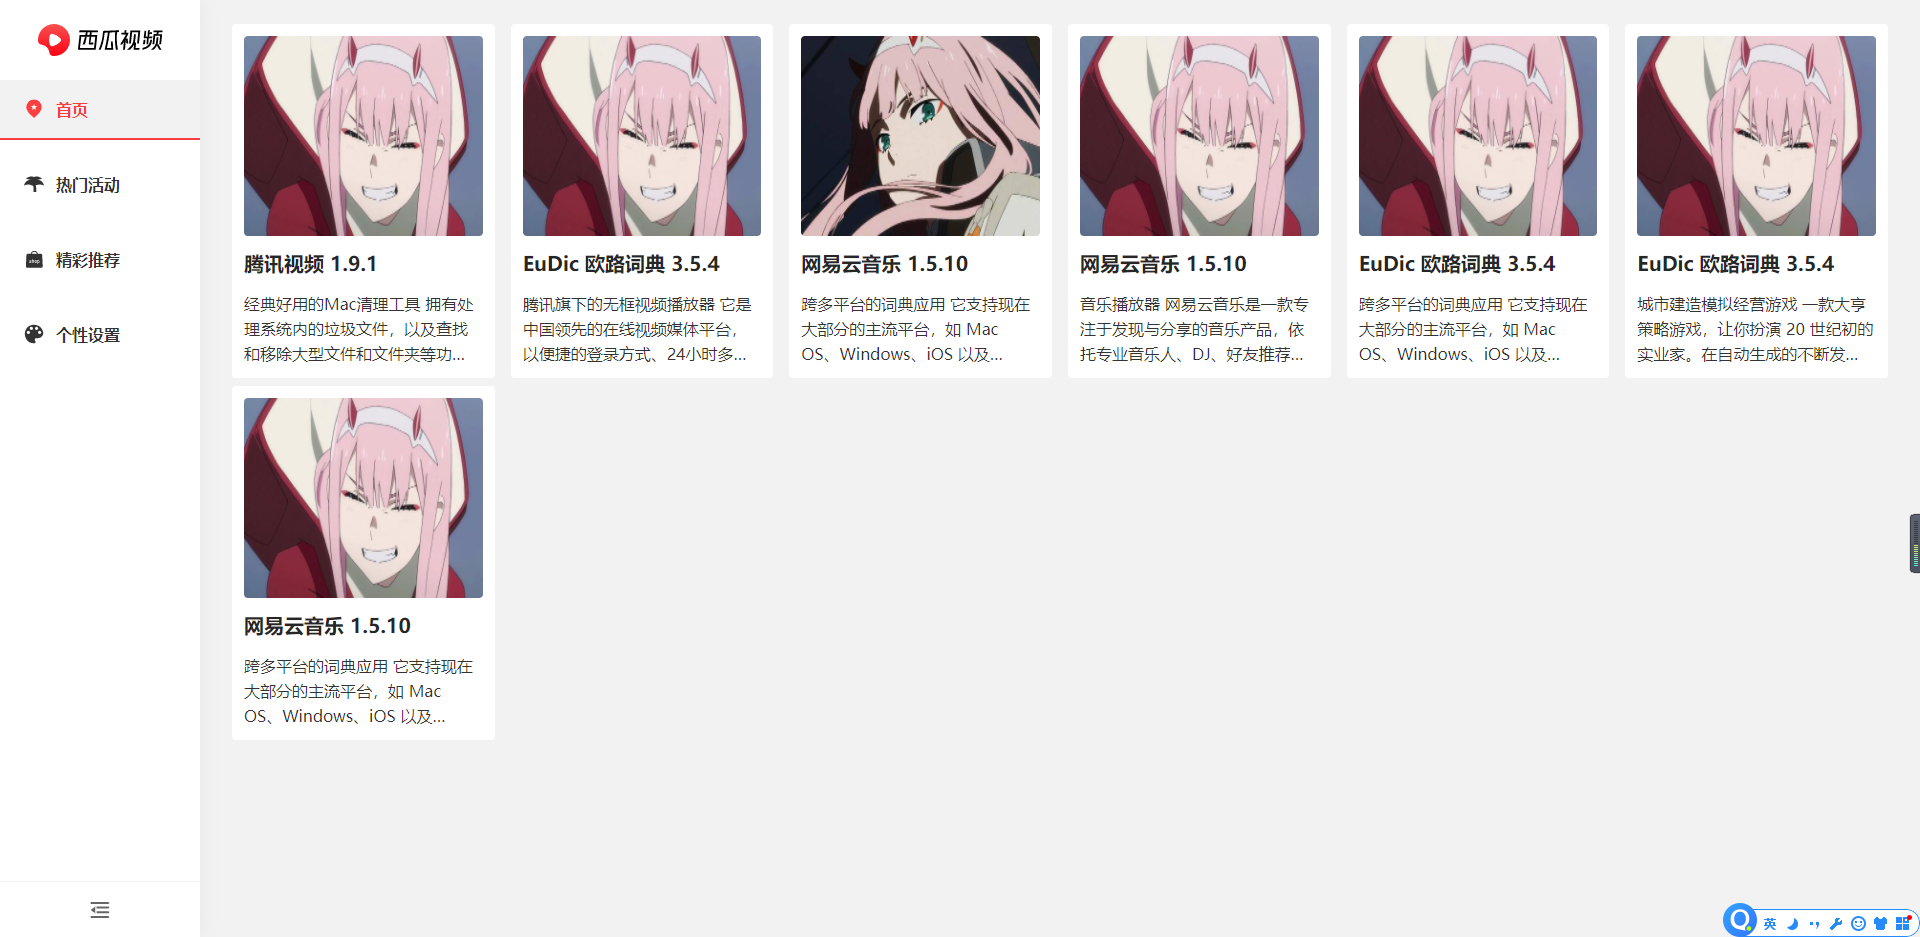 西瓜视频
首页
热门活动
精彩推荐
个性设置
腾讯视频 1.9.1
经典好用的Mac清理工具 拥有处
理系统内的垃圾文件，以及查找
和移除大型文件和文件夹等功...
EuDic 欧路词典 3.5.4
腾讯旗下的无框视频播放器 它是
中国领先的在线视频媒体平台，
以便捷的登录方式、24小时多...
网易云音乐 1.5.10
跨多平台的词典应用 它支持现在
大部分的主流平台，如 Mac
OS、Windows、iOS 以及...
网易云音乐 1.5.10
音乐播放器 网易云音乐是一款专
注于发现与分享的音乐产品，依
托专业音乐人、DJ、好友推荐...
EuDic 欧路词典 3.5.4
跨多平台的词典应用 它支持现在
大部分的主流平台，如 Mac
OS、Windows、iOS 以及...
EuDic 欧路词典 3.5.4
城市建造模拟经营游戏 一款大亨
策略游戏，让你扮演 20 世纪初的
实业家。在自动生成的不断发...
网易云音乐 1.5.10
跨多平台的词典应用 它支持现在
大部分的主流平台，如 Mac
OS、Windows、iOS 以及...
英